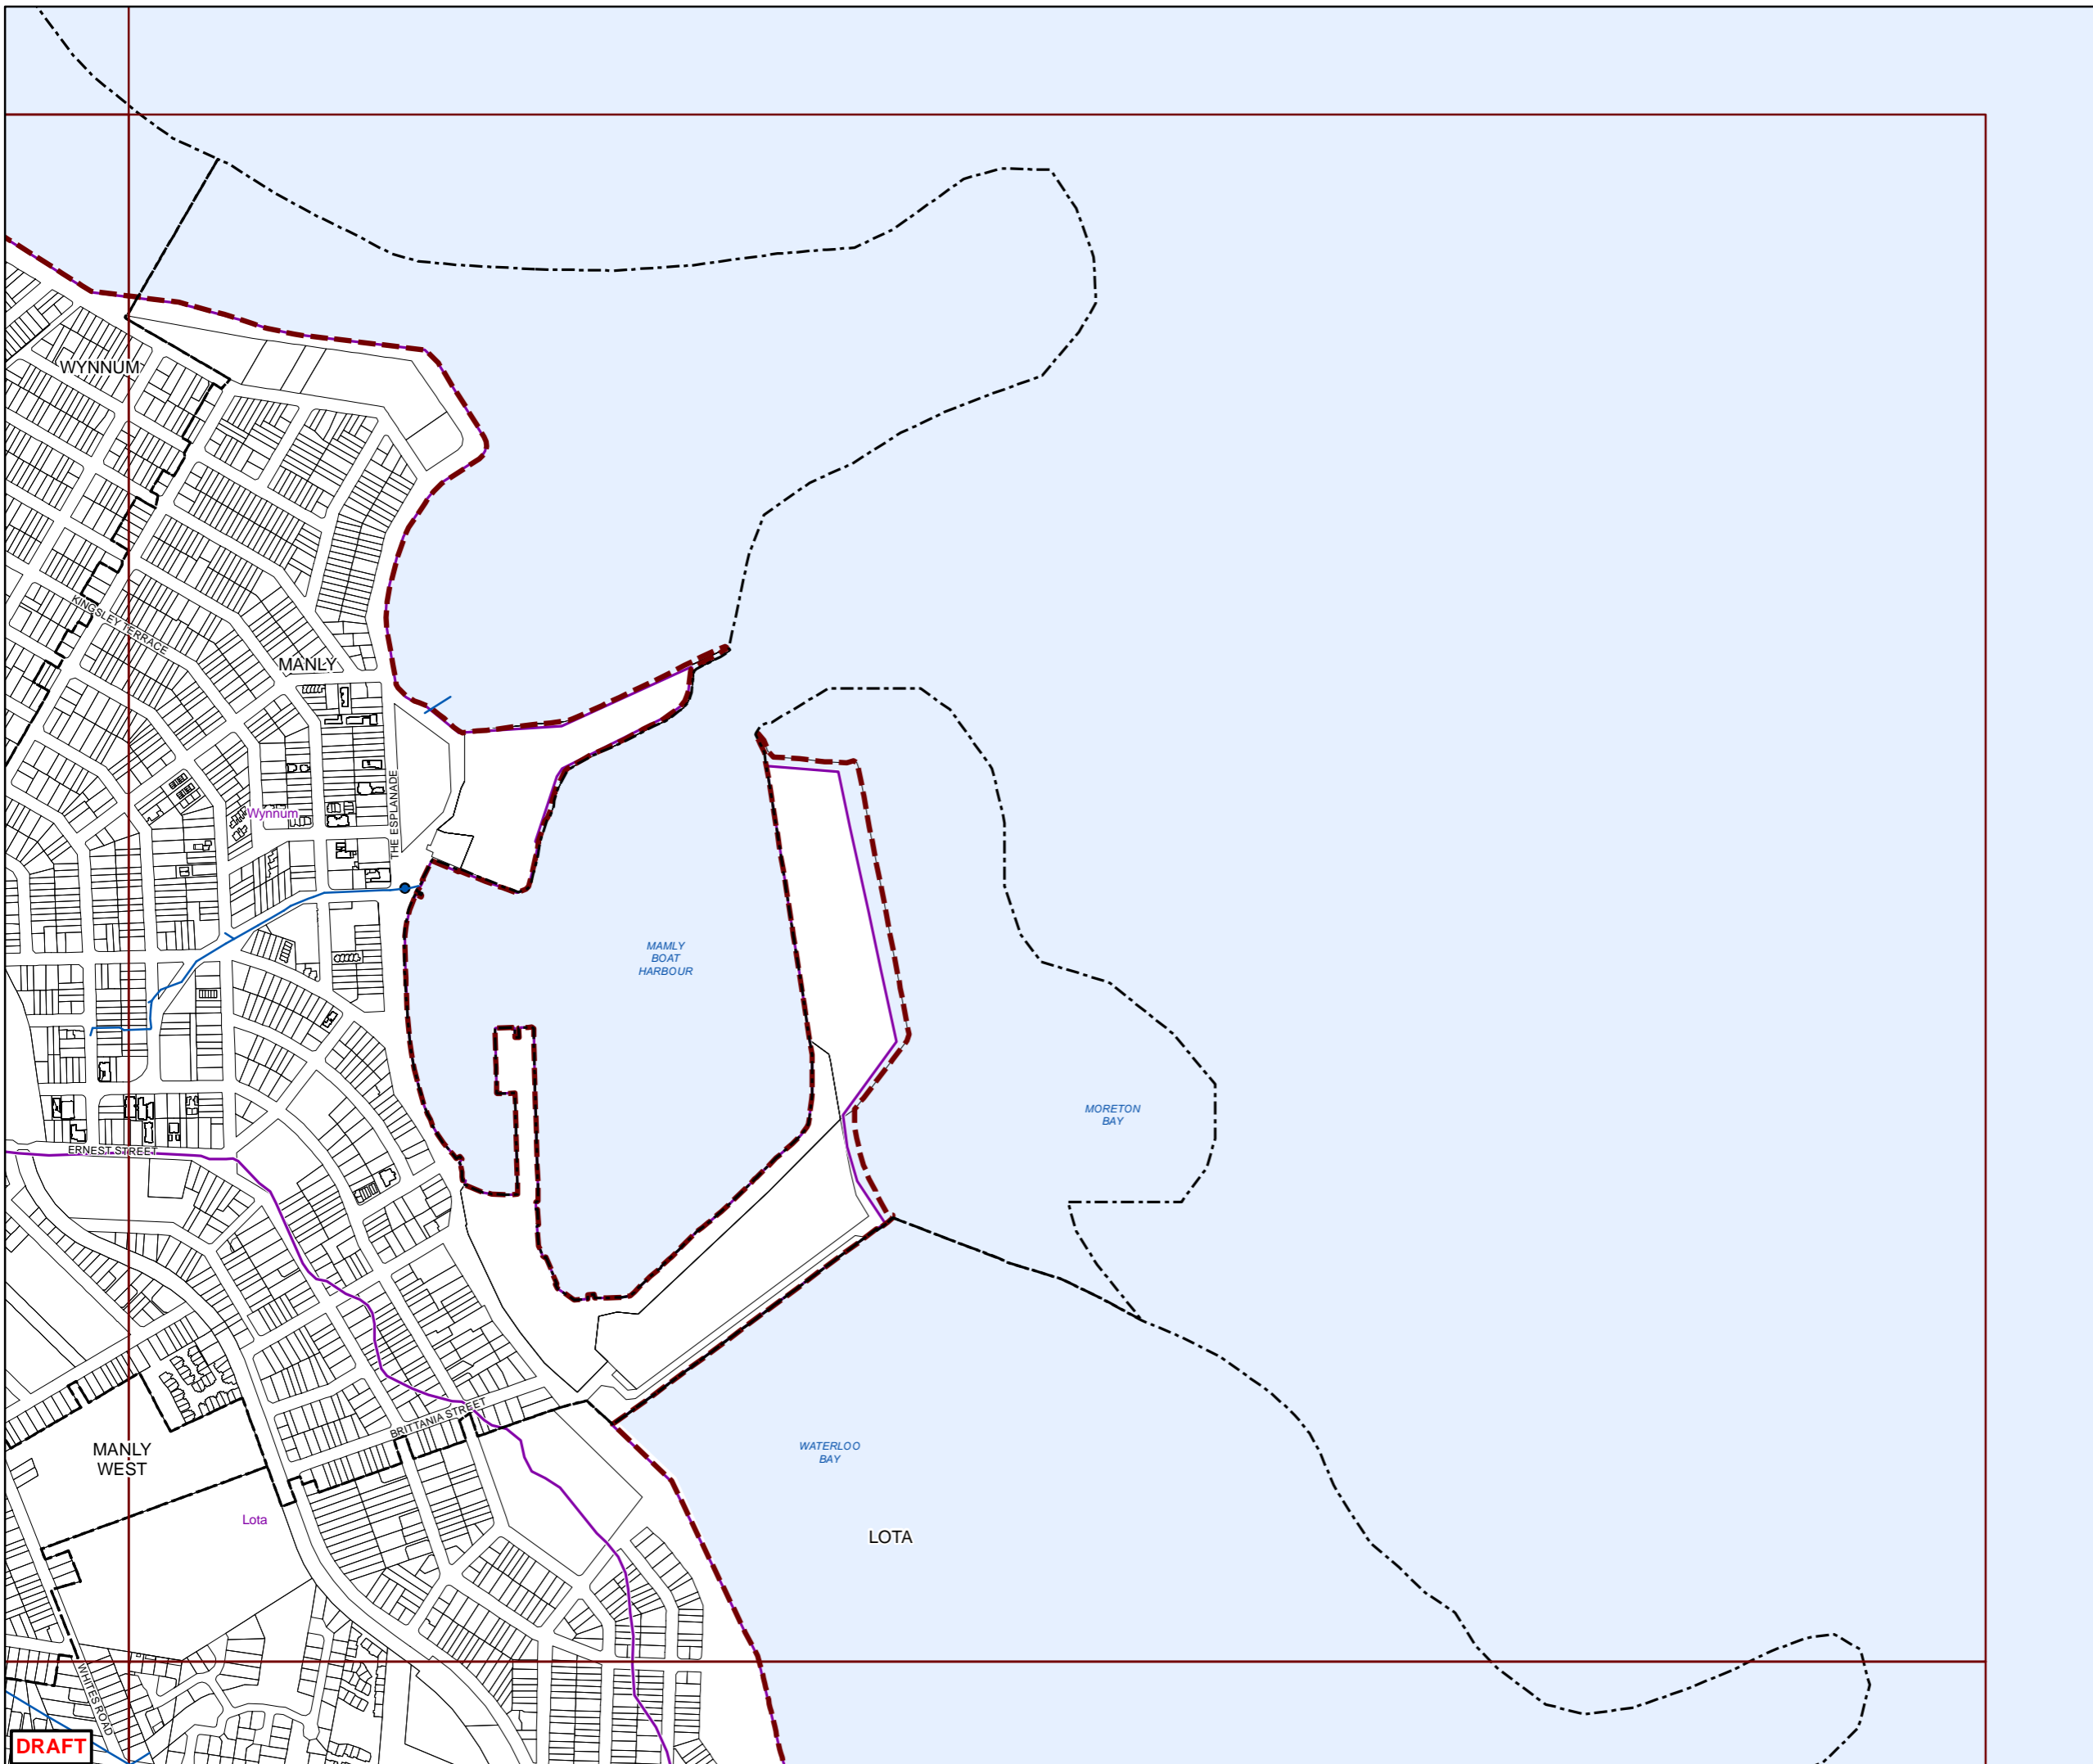 WYNNUM
KINGSLEY TERRACE
MANLY
THE ESPLANADE
Wynnum
MAMLY
BOAT
HARBOUR
MORETON
BAY
ERNEST STREET
BRITTANIA STREET
MANLY
WEST
WATERLOO
BAY
Lota
LOTA
WHITES ROAD
DRAFT